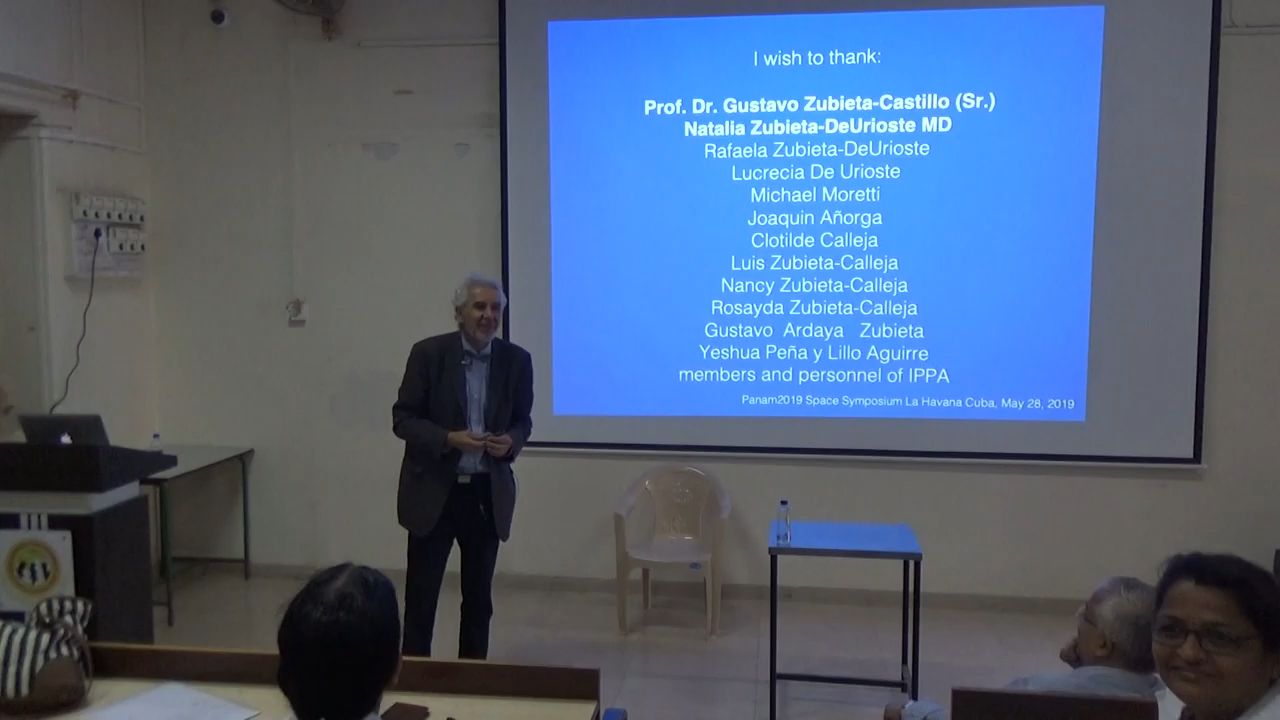 I wish to thank:
Prof. Dr. Gustavo Zubieta-Castillo (Sr.)
Natalia Zubieta-DeUrioste MD
Rafaela Zubieta-DeUrioste
Lucrecia De Urioste
Michael Moretti
Joaquin Añorga
Clotilde Calleja
Luis Zubieta-Calleja
Nancy Zubieta-Calleja
Rosayda Zubieta-Calleja
Gustavo Ardaya Zubieta
Yeshua Peña y Lillo Aguirre
members and personnel of IPPA
Panam2019 Space Symposium La Havana Cuba, May 28, 2019